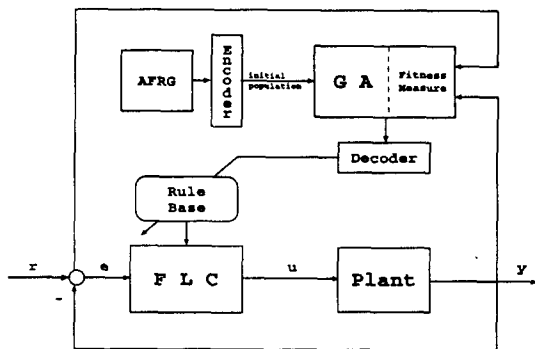 AFRG
Encoder
initial
population
G A
Fitness
Measure
Decoder
Rule
Base
r
e
F L C
u
Plant
y
-